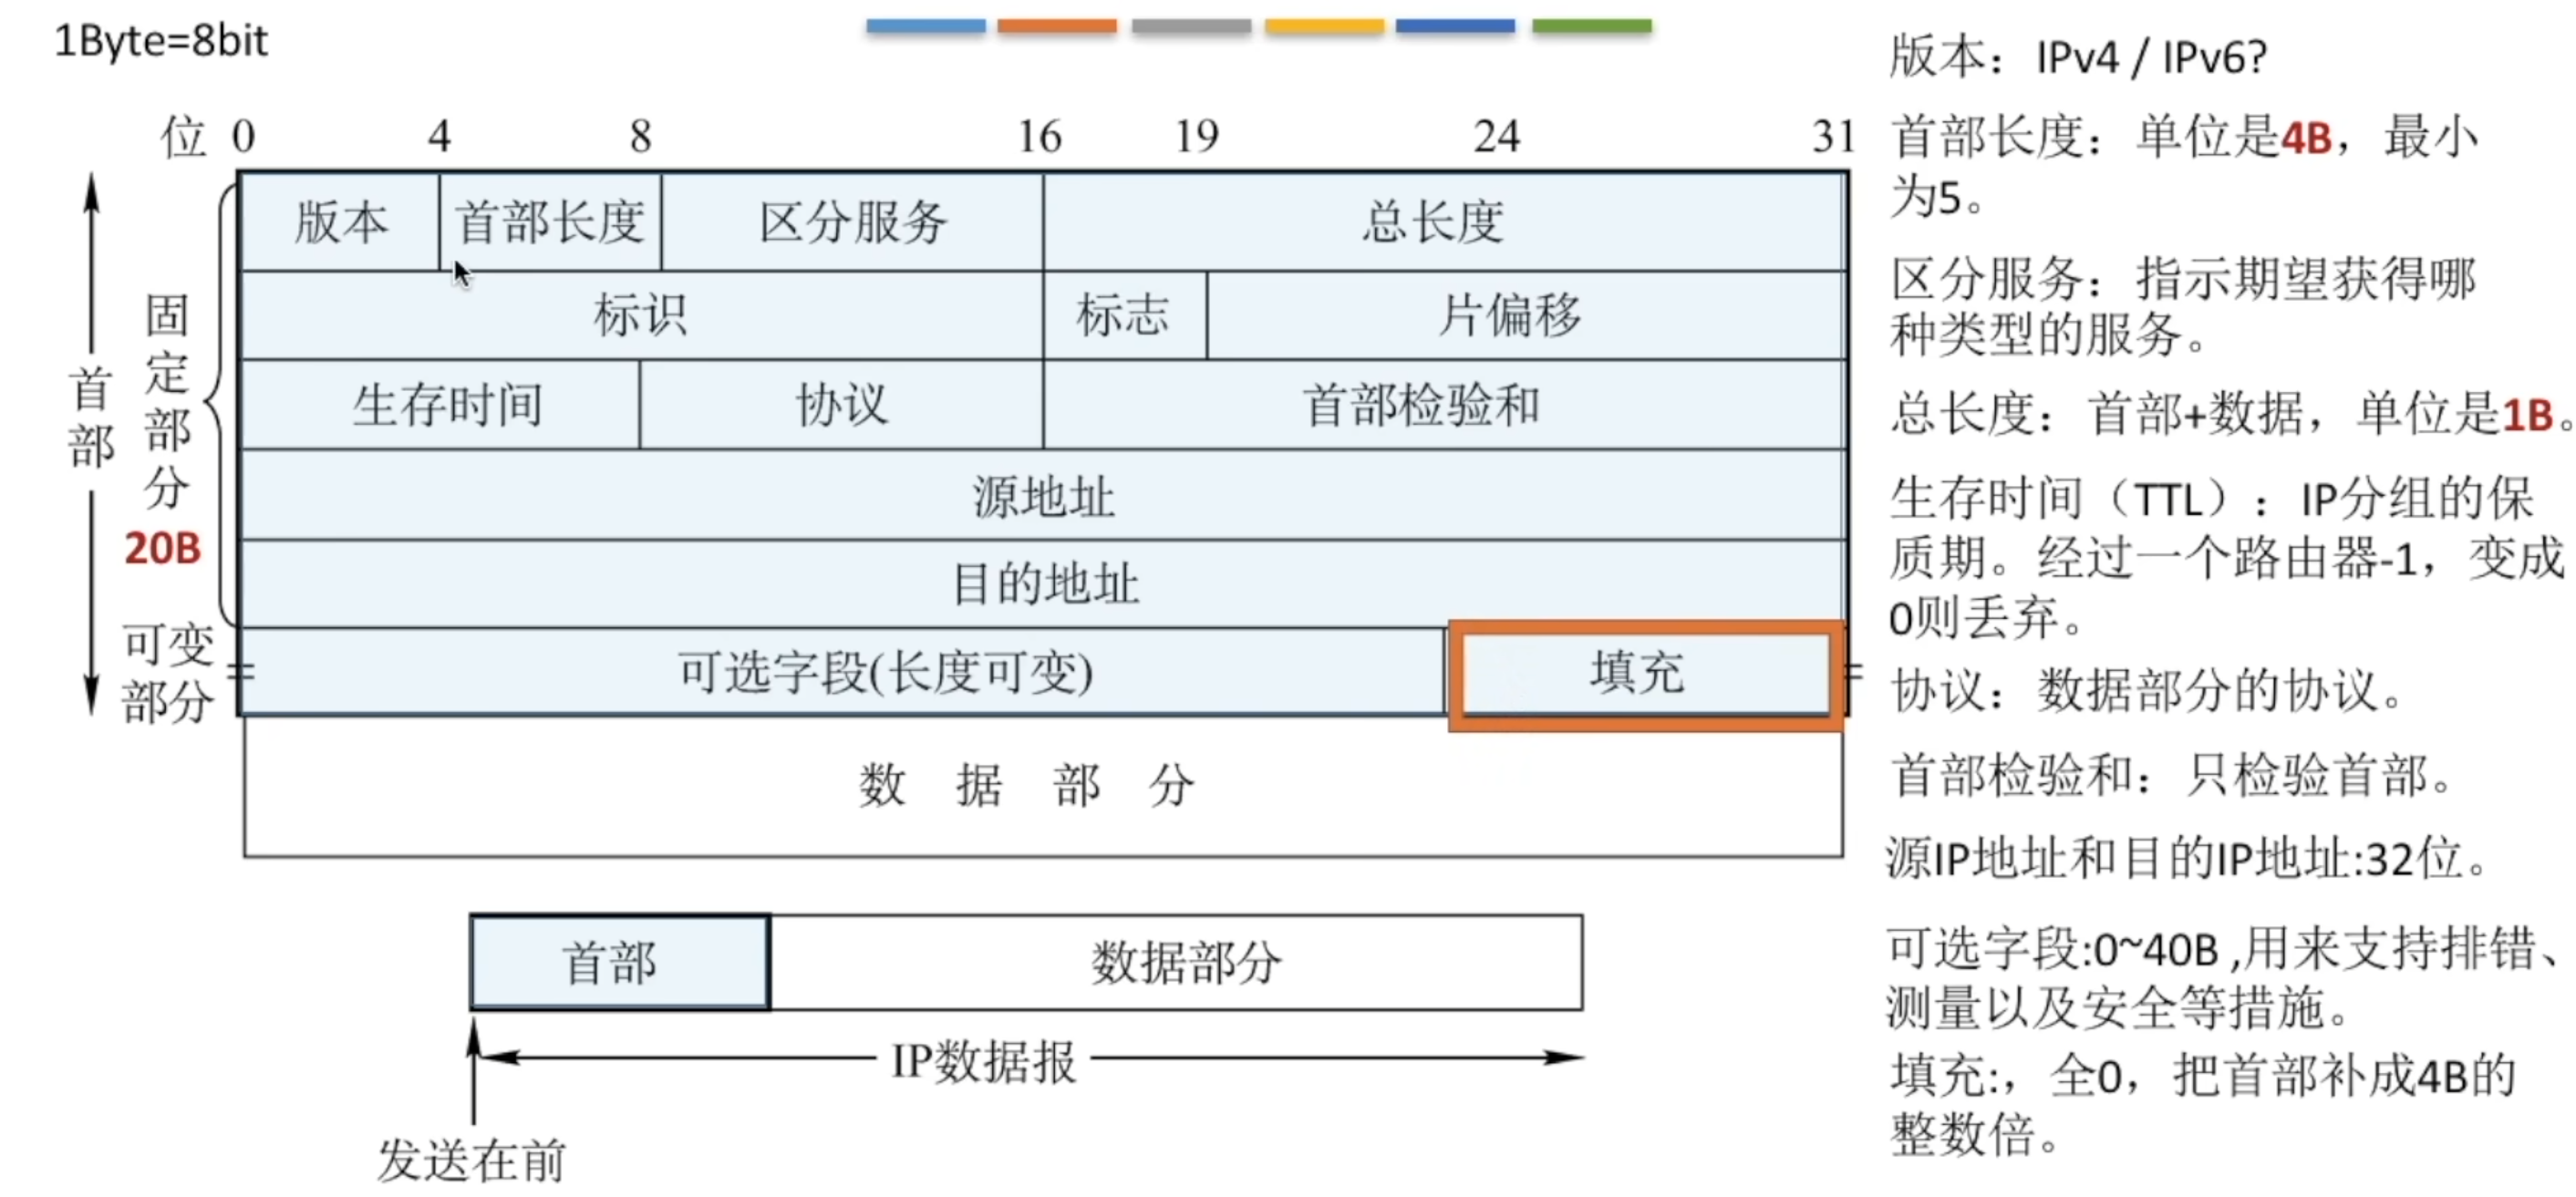 1Byte=8bit
位 0 4 8 16 19 24 31
版本 首部长度 区分服务 总长度
标识 标志 片偏移
生存时间 协议 首部检验和
源地址
目的地址
可选字段(长度可变) 填充
数 据 部 分
首部
固定部分
20B
可变
部分
首部 数据部分
IP数据报
发送在前
版本：IPv4 / IPv6?
首部长度：单位是4B，最小
为5。
区分服务：指示期望获得哪
种类型的服务。
总长度：首部+数据，单位是1B。
生存时间（TTL）：IP分组的保
质期。经过一个路由器-1，变成
0则丢弃。
协议：数据部分的协议。
首部检验和：只检验首部。
源IP地址和目的IP地址:32位。
可选字段:0~40B ,用来支持排错、
测量以及安全等措施。
填充:，全0，把首部补成4B的
整数倍。